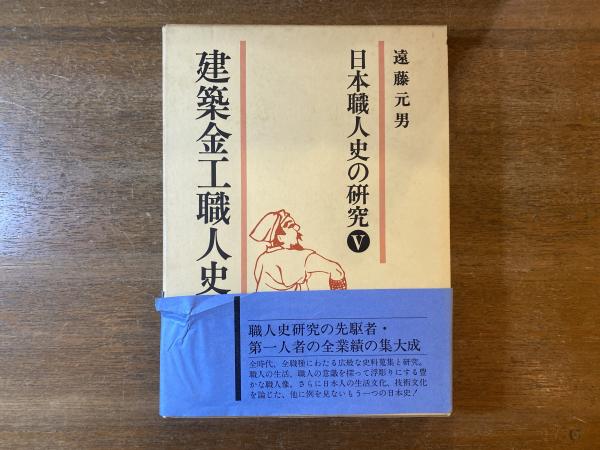 遠藤元男
日本職人史の研究Ⅴ
建築金工職人史
職人史研究の先駆者・
第一人者の全業績の集大成
全時代、全職種にわたる広範な史料蒐集と研究。
職人の生活、職人の意識を探って浮彫りにする豊
かな職人像。さらに日本人の生活文化、技術文化
を論じた、他に例を見ないもう一つの日本史！